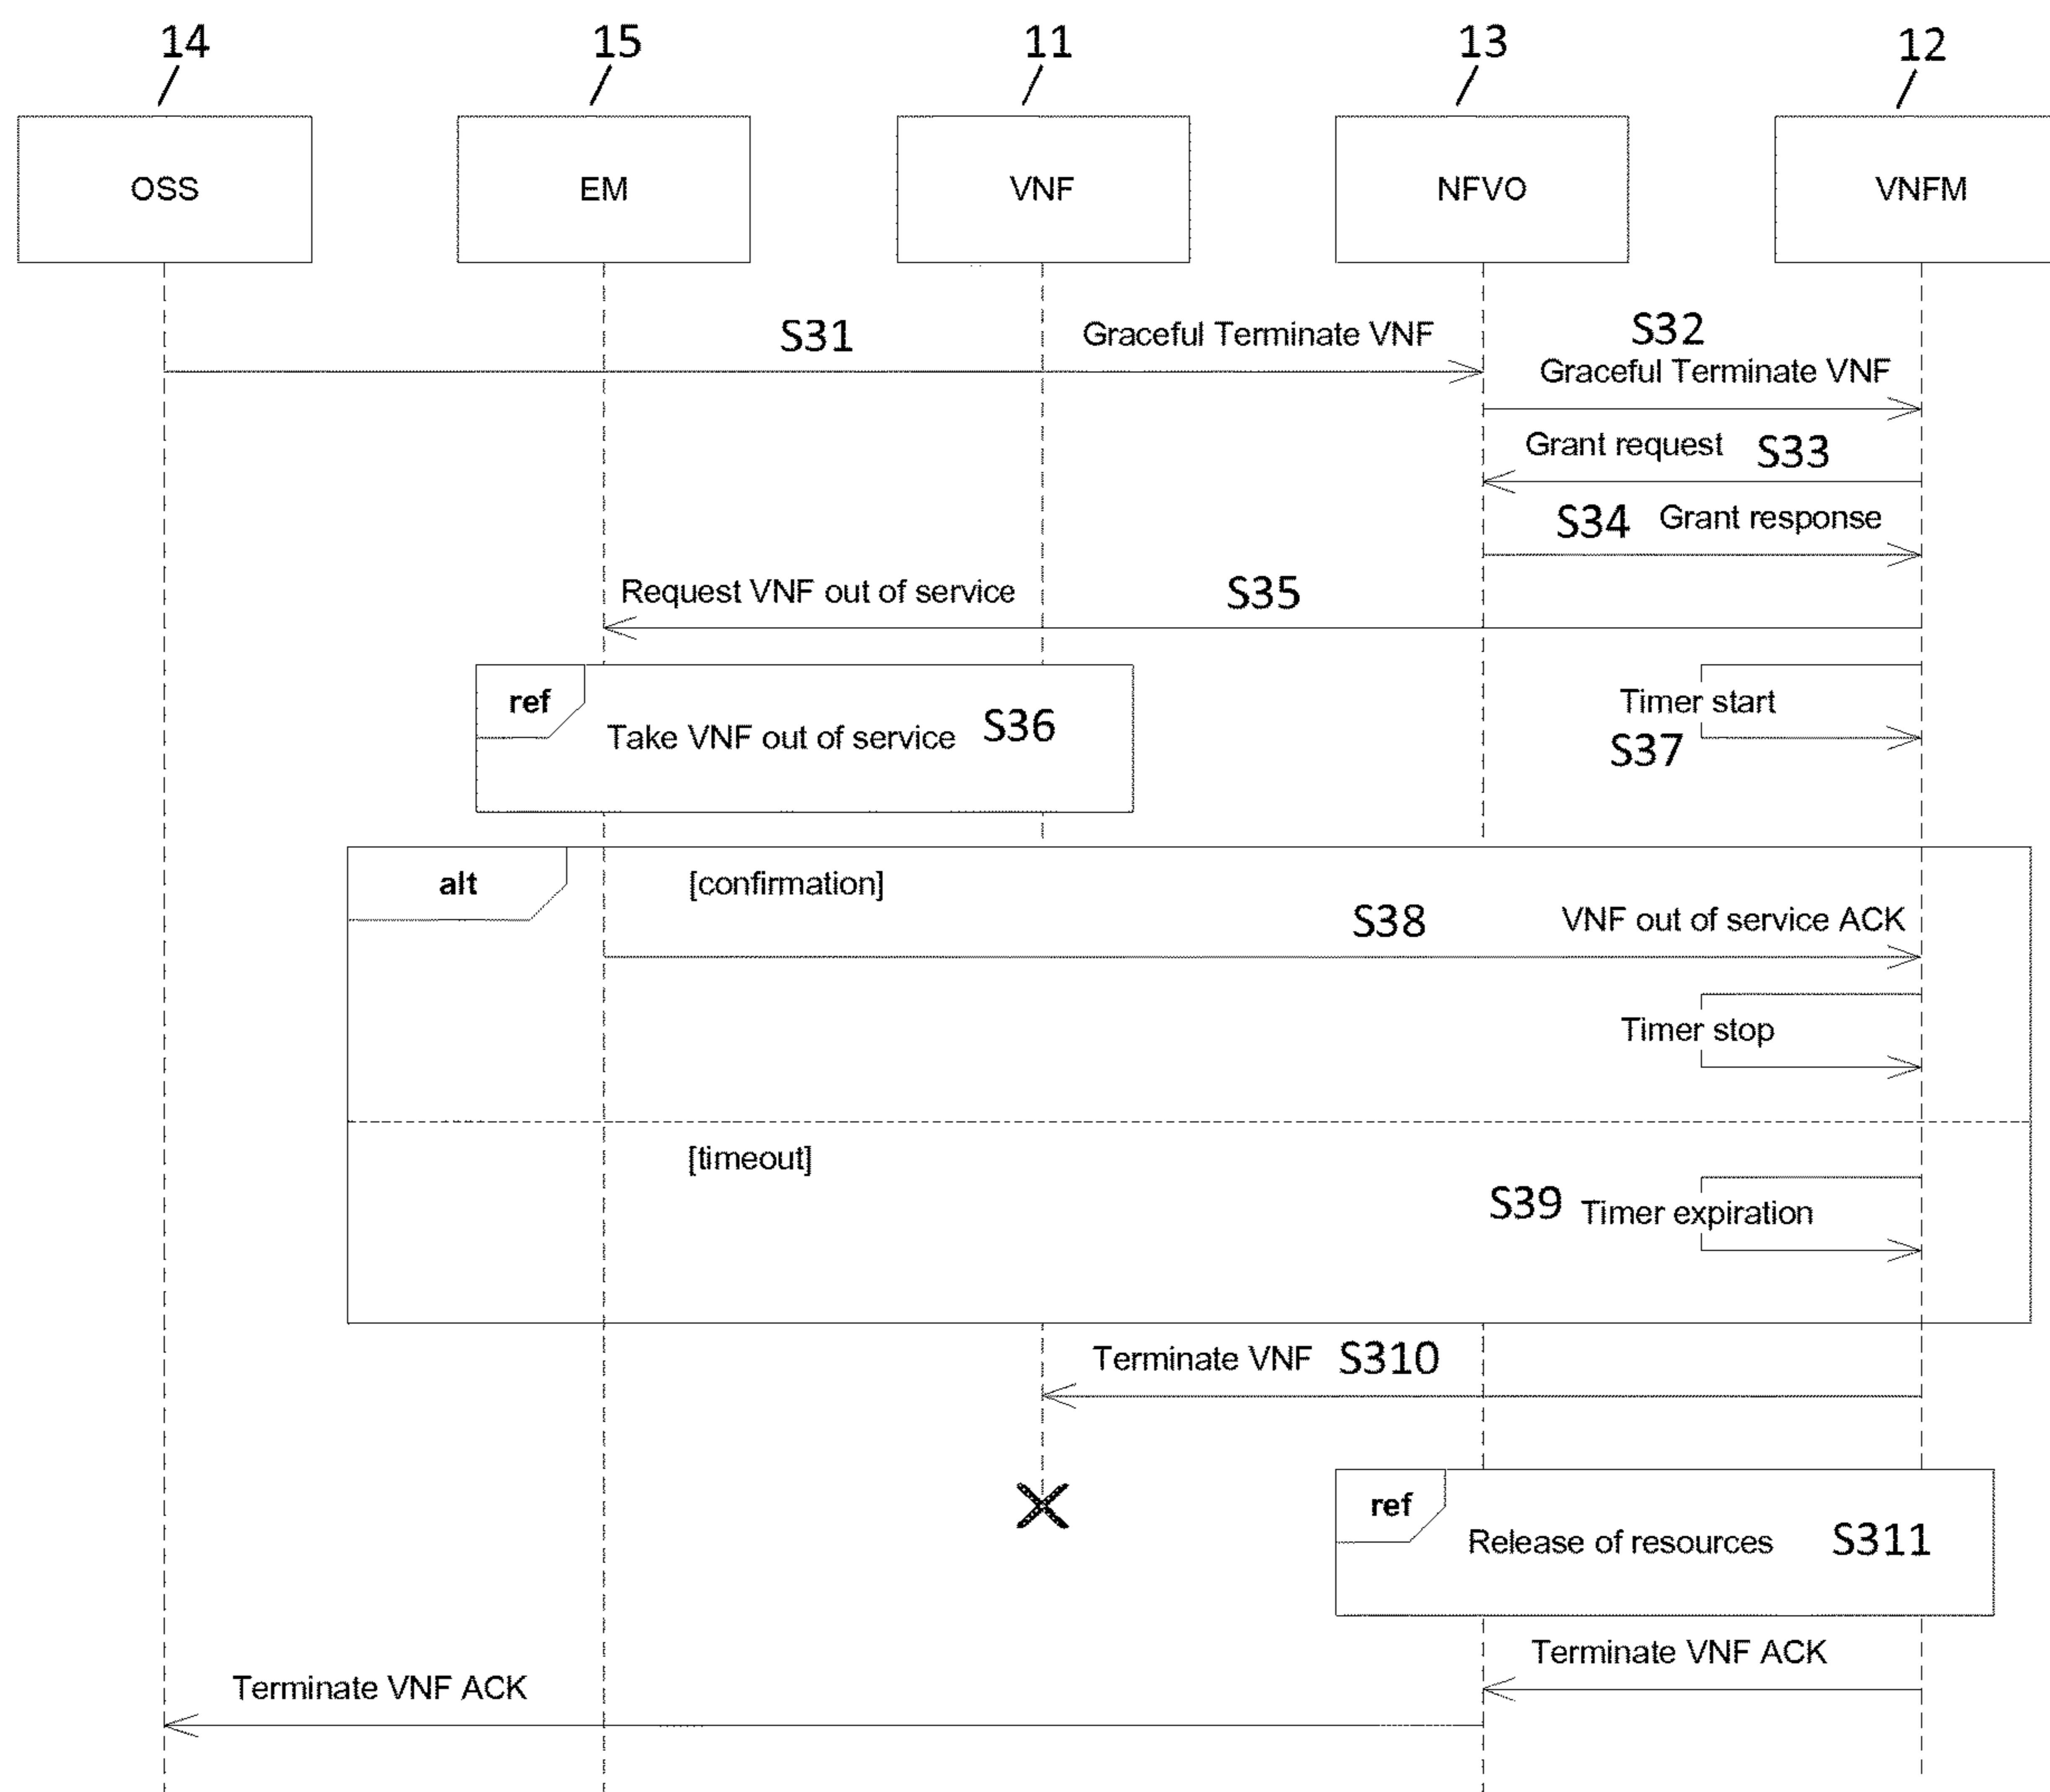 14 15 11 13 12
OSS EM VNF NFVO VNFM
S31 Graceful Terminate VNF S32
Graceful Terminate VNF
Grant request S33
S34 Grant response
Request VNF out of service S35
ref
Take VNF out of service S36
Timer start
S37
alt [confirmation]
S38 VNF out of service ACK
Timer stop
[timeout]
S39 Timer expiration
Terminate VNF S310
ref
Release of resources S311
Terminate VNF ACK
Terminate VNF ACK